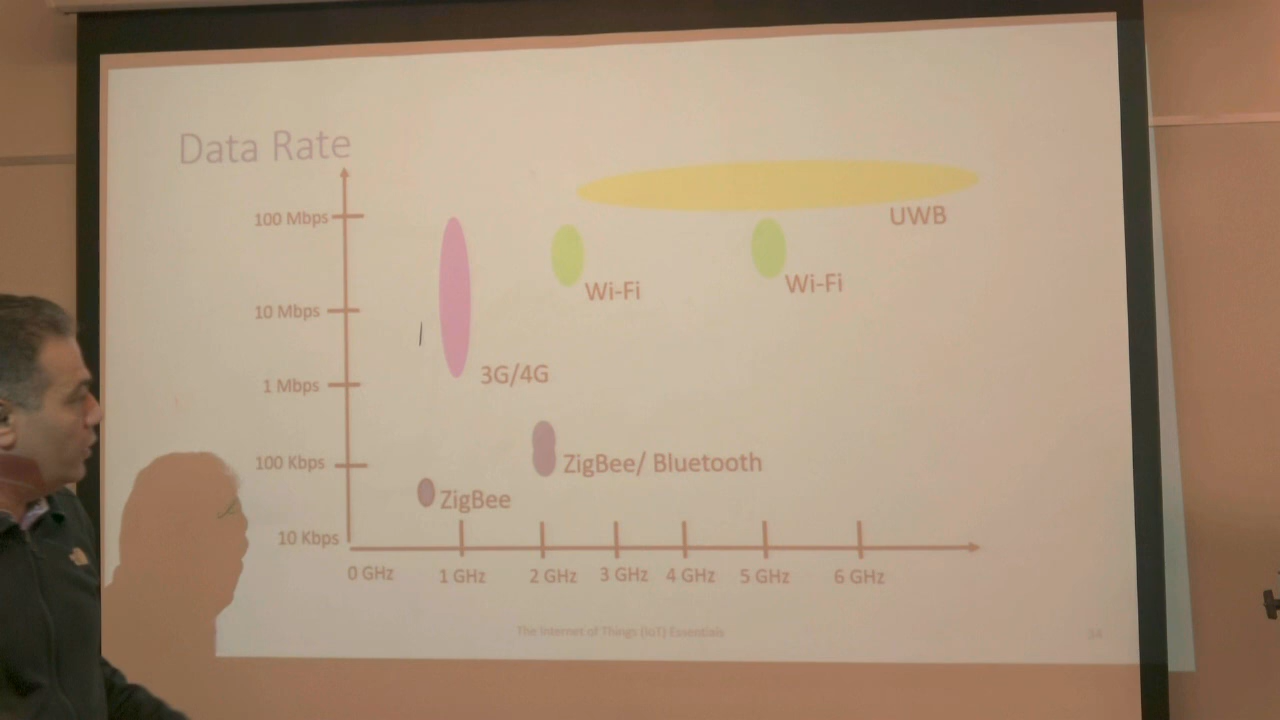 Data Rate
100 Mbps
UWB
Wi-Fi
Wi-Fi
10 Mbps
3G/4G
1 Mbps
100 Kbps
ZigBee/ Bluetooth
ZigBee
10 Kbps
0 GHz 1 GHz 2 GHz 3 GHz 4 GHz 5 GHz 6 GHz
The Internet of Things (IoT) Essentials
34